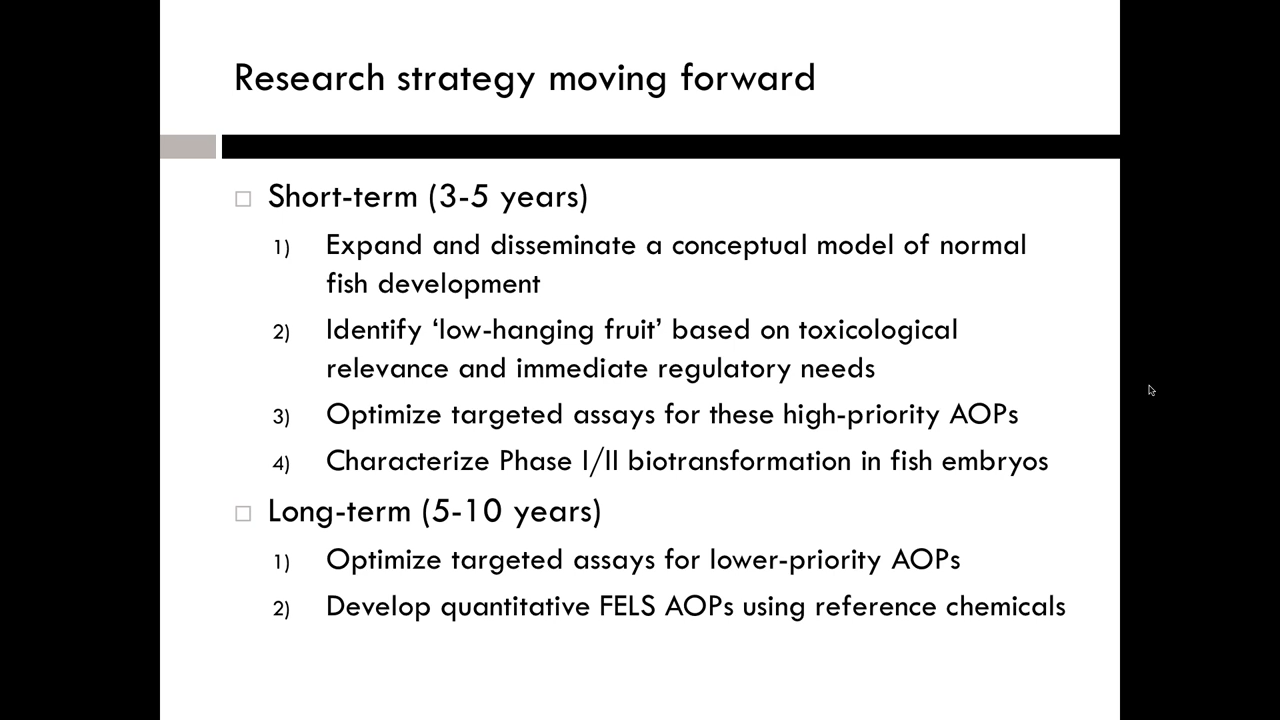 Research strategy moving forward
Short-term (3-5 years)
1) Expand and disseminate a conceptual model of normal
fish development
2) Identify ‘low-hanging fruit’ based on toxicological
relevance and immediate regulatory needs
3) Optimize targeted assays for these high-priority AOPs
4) Characterize Phase I/II biotransformation in fish embryos
Long-term (5-10 years)
1) Optimize targeted assays for lower-priority AOPs
2) Develop quantitative FELS AOPs using reference chemicals